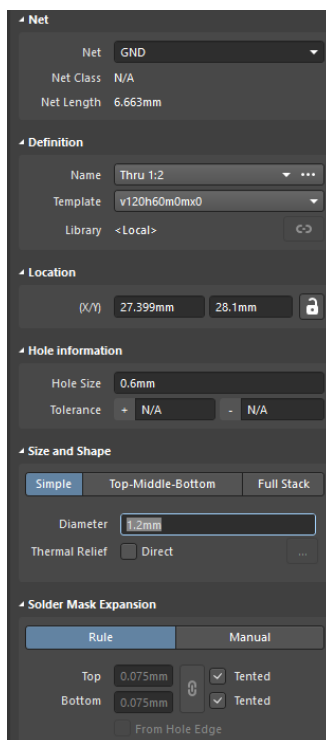 Net
Net GND
Net Class N/A
Net Length 6.663mm
Definition
Name Thru 1:2 ...
Template v120h60m0mx0
Library <Local>
Location
(X/Y) 27.399mm 28.1mm
Hole information
Hole Size 0.6mm
Tolerance + N/A - N/A
Size and Shape
Simple Top-Middle-Bottom Full Stack
Diameter 1.2mm
Thermal Relief Direct ...
Solder Mask Expansion
Rule Manual
Top 0.075mm Tented
Bottom 0.075mm Tented
From Hole Edge